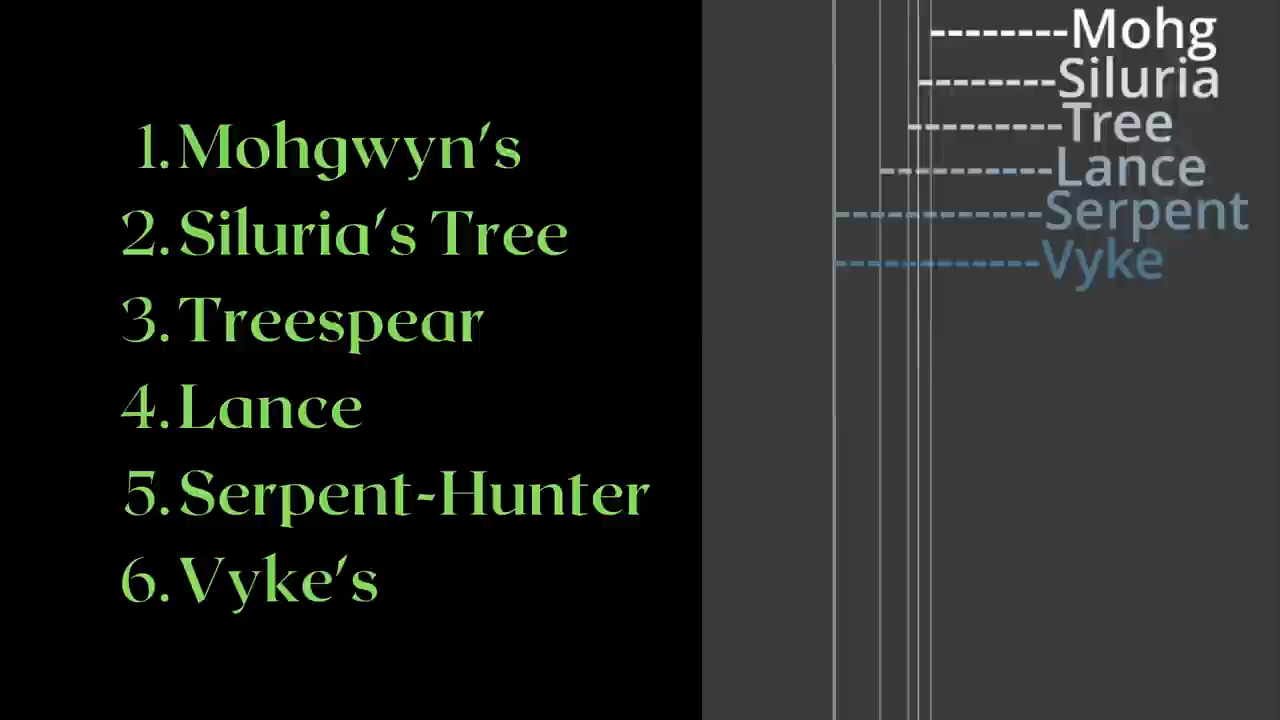 1. Mohgwyn's
2. Siluria's Tree
3. Treespear
4. Lance
5. Serpent-Hunter
6. Vyke's
--------Mohg
--------Siluria
---------Tree
----------Lance
------------Serpent
------------Vyke